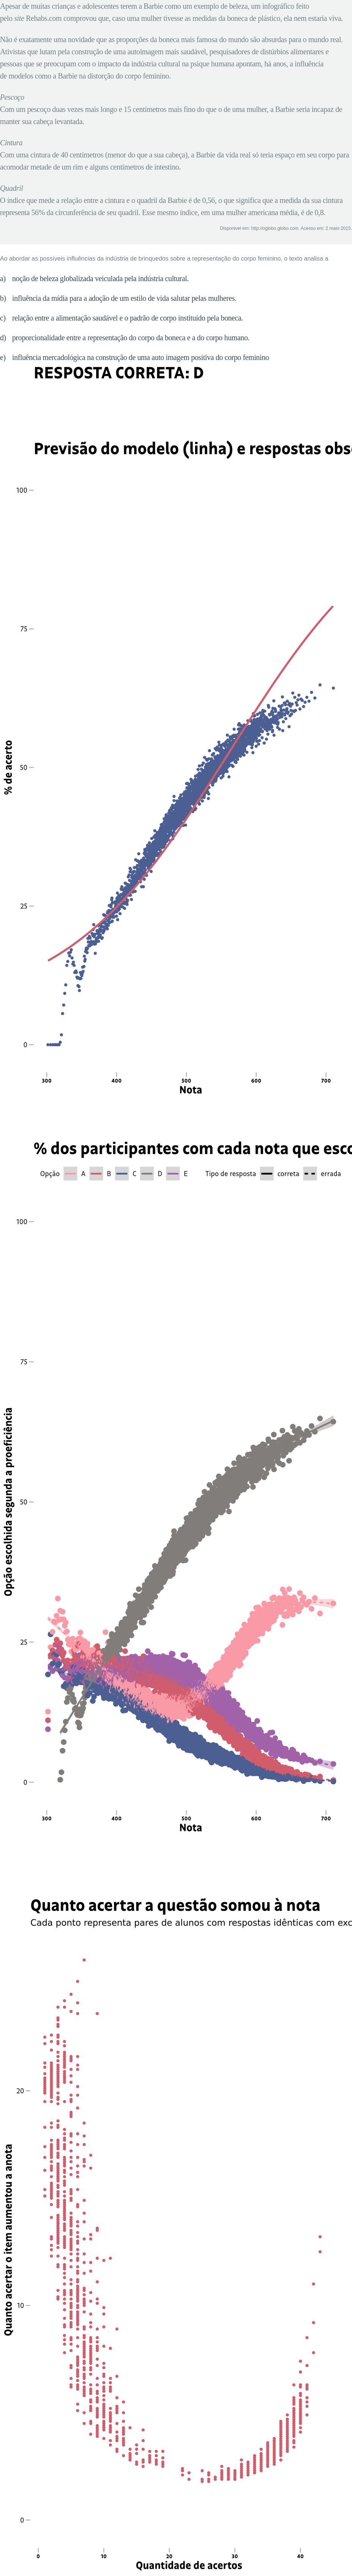 Apesar de muitas crianças e adolescentes terem a Barbie como um exemplo de beleza, um infográfico feito
pelo site Rehabs.com comprovou que, caso uma mulher tivesse as medidas da boneca de plástico, ela nem estaria viva.
Não é exatamente uma novidade que as proporções da boneca mais famosa do mundo são absurdas para o mundo real.
Ativistas que lutam pela construção de uma autoimagem mais saudável, pesquisadores de distúrbios alimentares e
pessoas que se preocupam com o impacto da indústria cultural na psique humana apontam, há anos, a influência
de modelos como a Barbie na distorção do corpo feminino.
Pescoço
Com um pescoço duas vezes mais longo e 15 centímetros mais fino do que o de uma mulher, a Barbie seria incapaz de
manter sua cabeça levantada.
Cintura
Com uma cintura de 40 centímetros (menor do que a sua cabeça), a Barbie da vida real só teria espaço em seu corpo para
acomodar metade de um rim e alguns centímetros de intestino.
Quadril
O índice que mede a relação entre a cintura e o quadril da Barbie é de 0,56, o que significa que a medida da sua cintura
representa 56% da circunferência de seu quadril. Esse mesmo índice, em uma mulher americana média, é de 0,8.
Disponível em: http://oglobo.globo.com. Acesso em: 2 maio 2015.
Ao abordar as possíveis influências da indústria de brinquedos sobre a representação do corpo feminino, o texto analisa a
a) noção de beleza globalizada veiculada pela indústria cultural.
b) influência da mídia para a adoção de um estilo de vida salutar pelas mulheres.
c) relação entre a alimentação saudável e o padrão de corpo instituído pela boneca.
d) proporcionalidade entre a representação do corpo da boneca e a do corpo humano.
e) influência mercadológica na construção de uma auto imagem positiva do corpo feminino
RESPOSTA CORRETA: D
Previsão do modelo (linha) e respostas obs
100
75
50
25
0
% de acerto
300 400 500 600 700
Nota
% dos participantes com cada nota que esco
Opção A B C D E Tipo de resposta correta errada
100
75
50
25
0
Opção escolhida segunda a proeficiência
300 400 500 600 700
Nota
Quanto acertar a questão somou à nota
Cada ponto representa pares de alunos com respostas idênticas com exc
20
10
0
Quanto acertar o item aumentou a anota
0 10 20 30 40
Quantidade de acertos